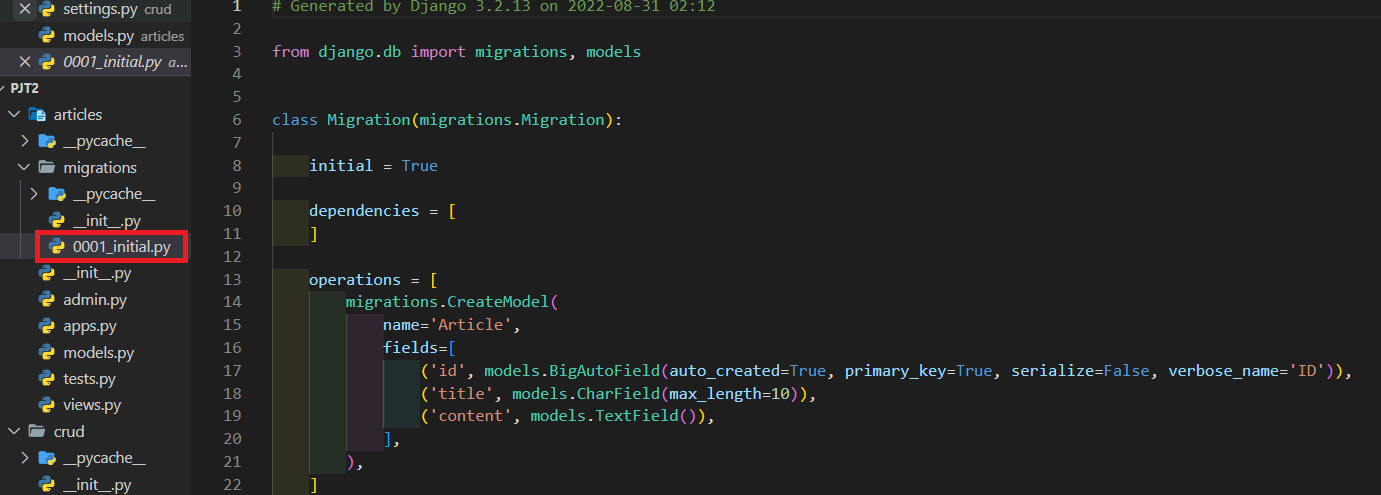 settings.py crud
models.py articles
0001_initial.py a...
PJT2
articles
__pycache__
migrations
__pycache__
__init__.py
0001_initial.py
__init__.py
admin.py
apps.py
models.py
tests.py
views.py
crud
__pycache__
__init__.py
1 # Generated by Django 3.2.13 on 2022-08-31 02:12
2
3 from django.db import migrations, models
4
5
6 class Migration(migrations.Migration):
7
8     initial = True
9
10     dependencies = [
11     ]
12
13     operations = [
14         migrations.CreateModel(
15             name='Article',
16             fields=[
17                 ('id', models.BigAutoField(auto_created=True, primary_key=True, serialize=False, verbose_name='ID')),
18                 ('title', models.CharField(max_length=10)),
19                 ('content', models.TextField()),
20             ],
21         ),
22     ]